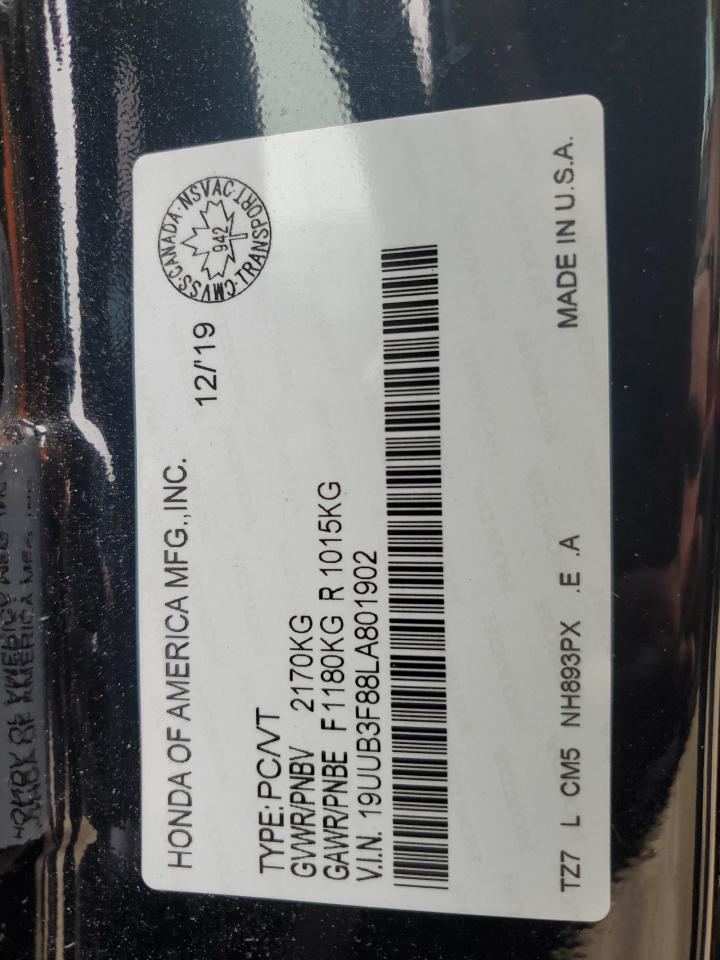 HONDA OF AMERICA MFG.,INC.
12/'19
CMVSS·CANADA·NSVAC·TRANSPORT
942
TYPE:PC/VT
GVWR/PNBV 2170KG
GAWR/PNBE F1180KG R 1015KG
V.I.N. 19UUB3F88LA801902
TZ7 L CM5 NH893PX .E .A
MADE IN U.S.A.